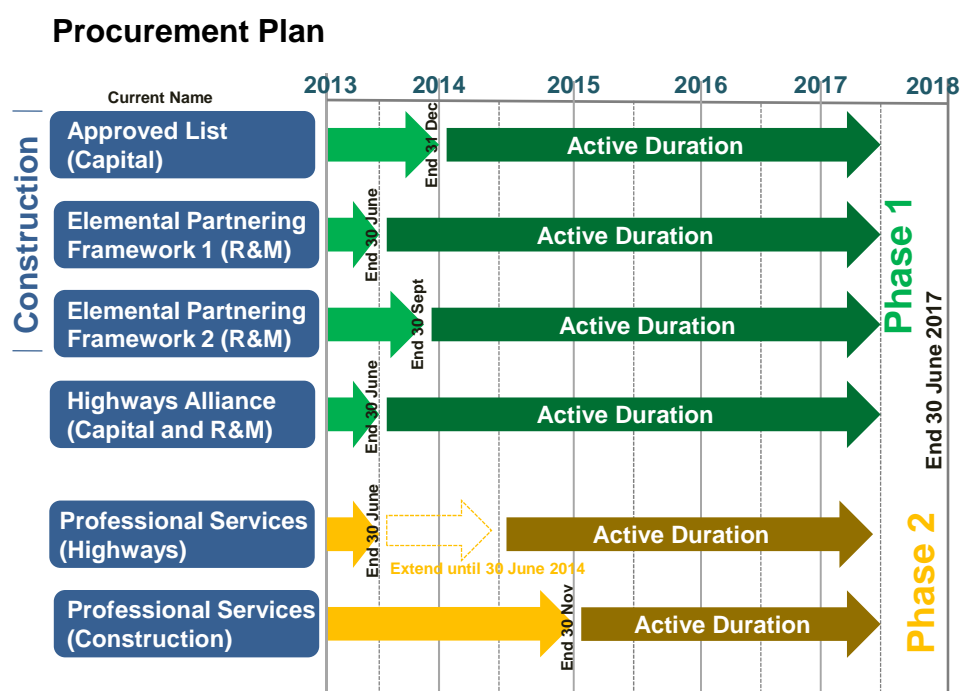 Procurement Plan
2013 2014 2015 2016 2017 2018
Current Name
Construction
Approved List
(Capital)
End 31 Dec
Active Duration
Elemental Partnering
Framework 1 (R&M)
End 30 June
Active Duration
Elemental Partnering
Framework 2 (R&M)
End 30 Sept
Active Duration
Highways Alliance
(Capital and R&M)
End 30 June
Active Duration
Phase 1
End 30 June 2017
Professional Services
(Highways)
End 30 June
Extend until 30 June 2014
Active Duration
Professional Services
(Construction)
End 30 Nov
Active Duration
Phase 2